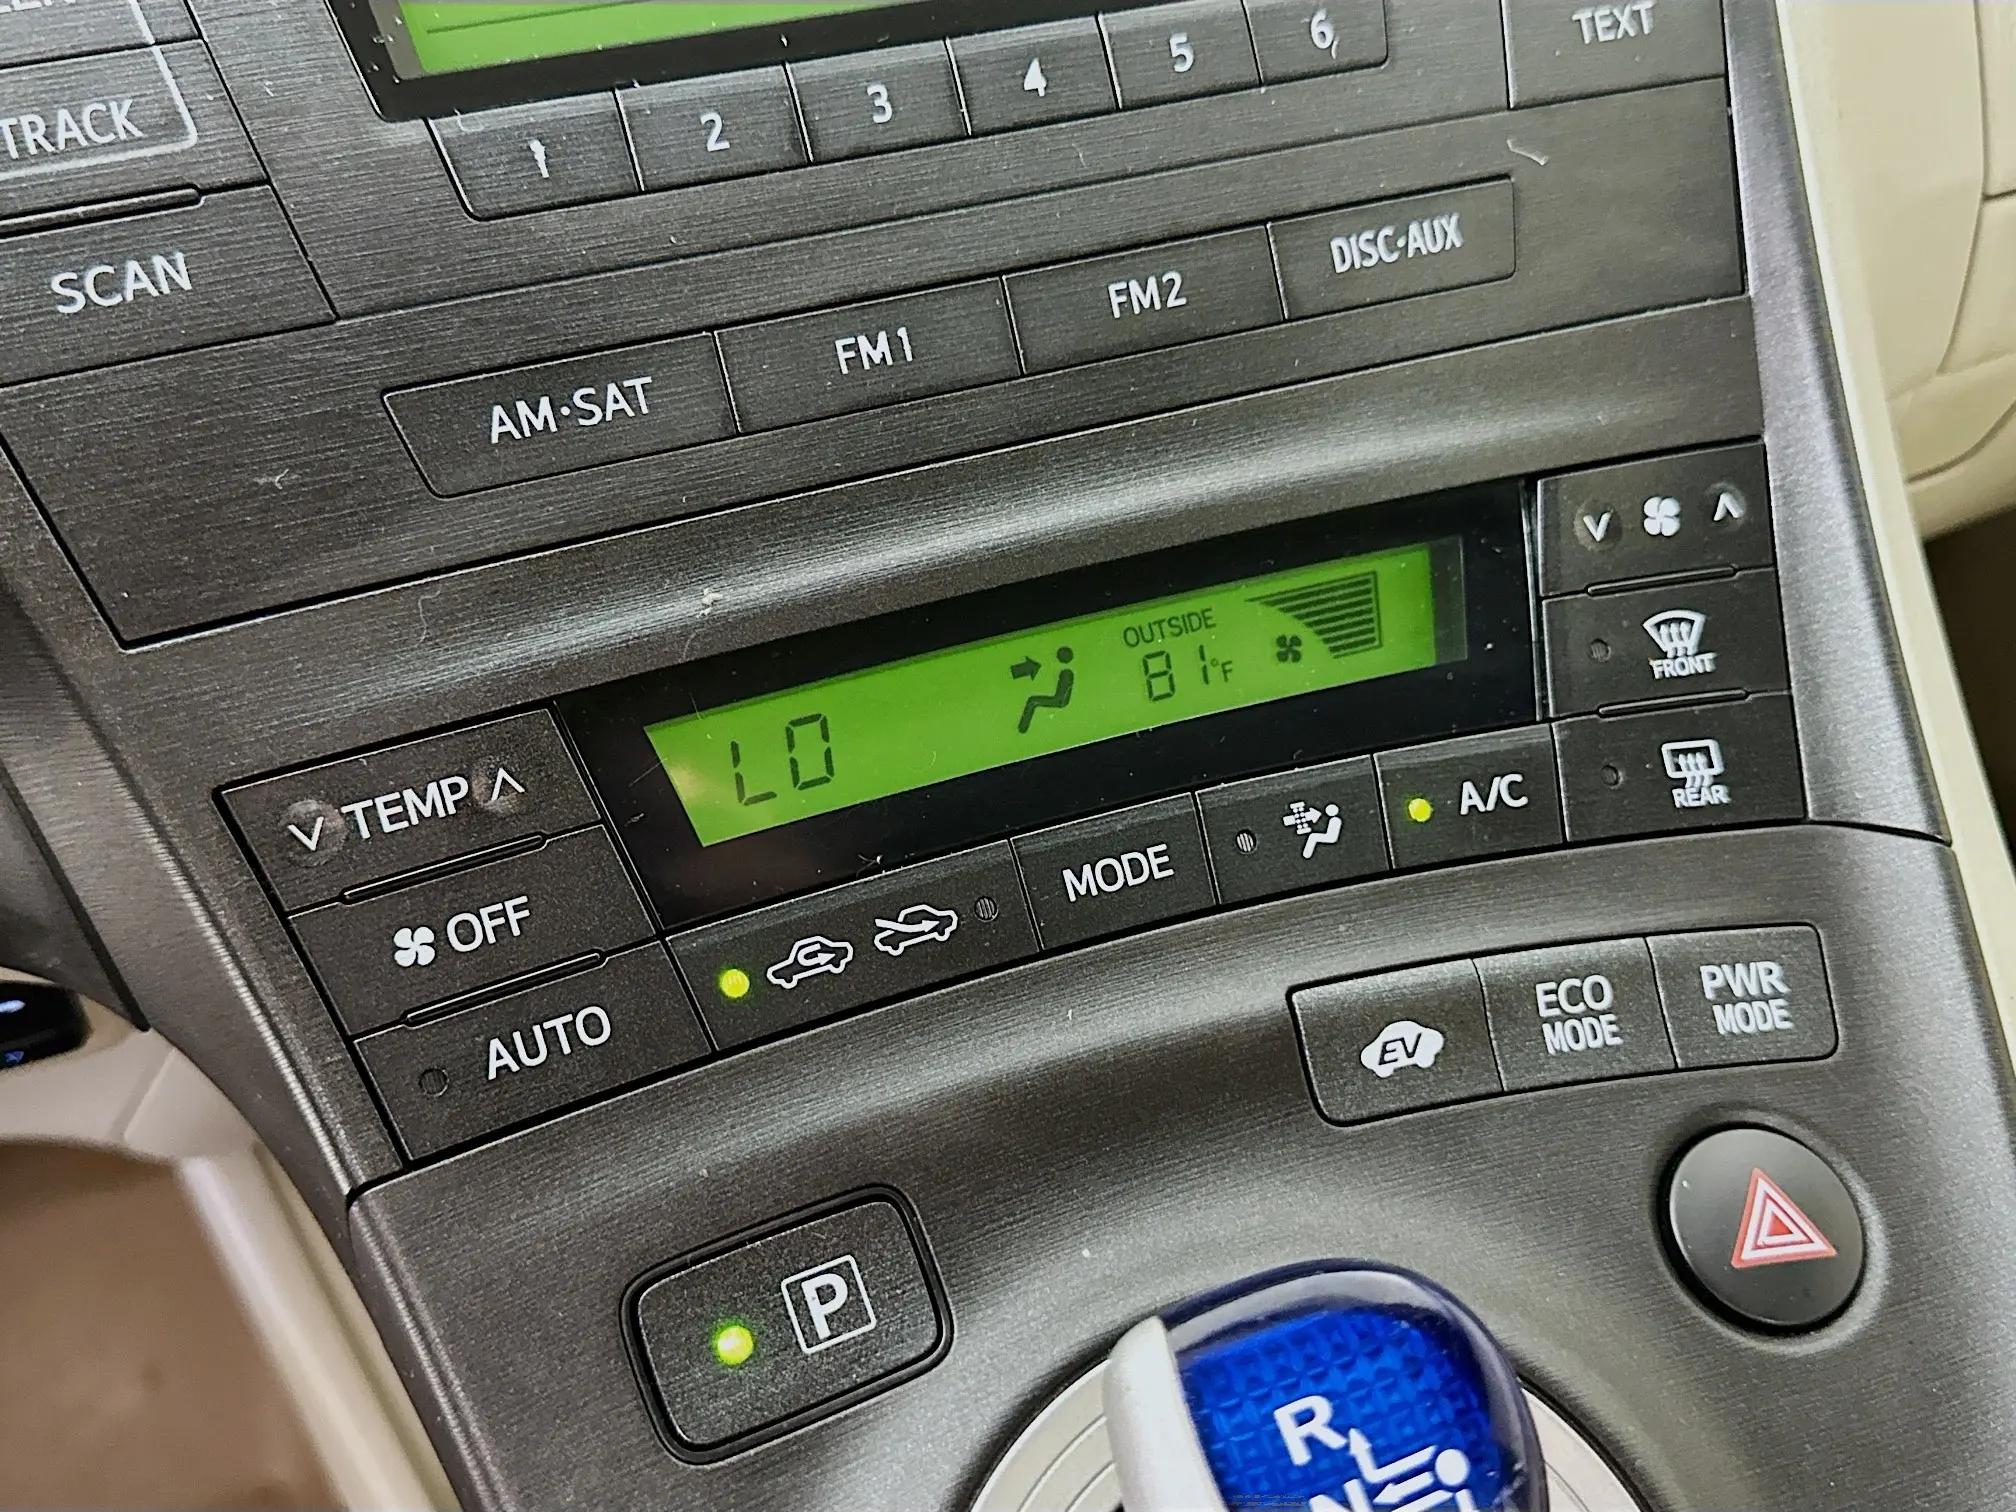 1 2 3 4 5 6
TEXT
TRACK
SCAN
AM·SAT
FM1
FM2
DISC·AUX
OUTSIDE
81°F
LO
FRONT
REAR
∨ TEMP ∧
OFF
AUTO
MODE
A/C
EV
ECO
MODE
PWR
MODE
P
R
N